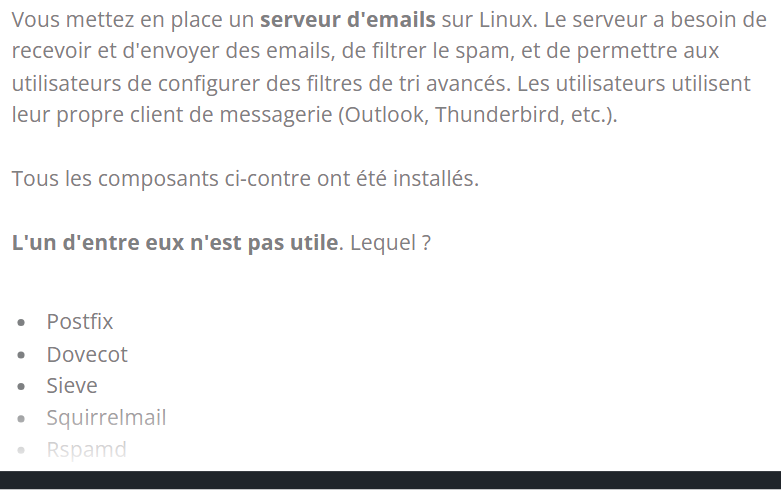 Vous mettez en place un serveur d'emails sur Linux. Le serveur a besoin de
recevoir et d'envoyer des emails, de filtrer le spam, et de permettre aux
utilisateurs de configurer des filtres de tri avancés. Les utilisateurs utilisent
leur propre client de messagerie (Outlook, Thunderbird, etc.).
Tous les composants ci-contre ont été installés.
L'un d'entre eux n'est pas utile. Lequel ?
• Postfix
• Dovecot
• Sieve
• Squirrelmail
• Rspamd